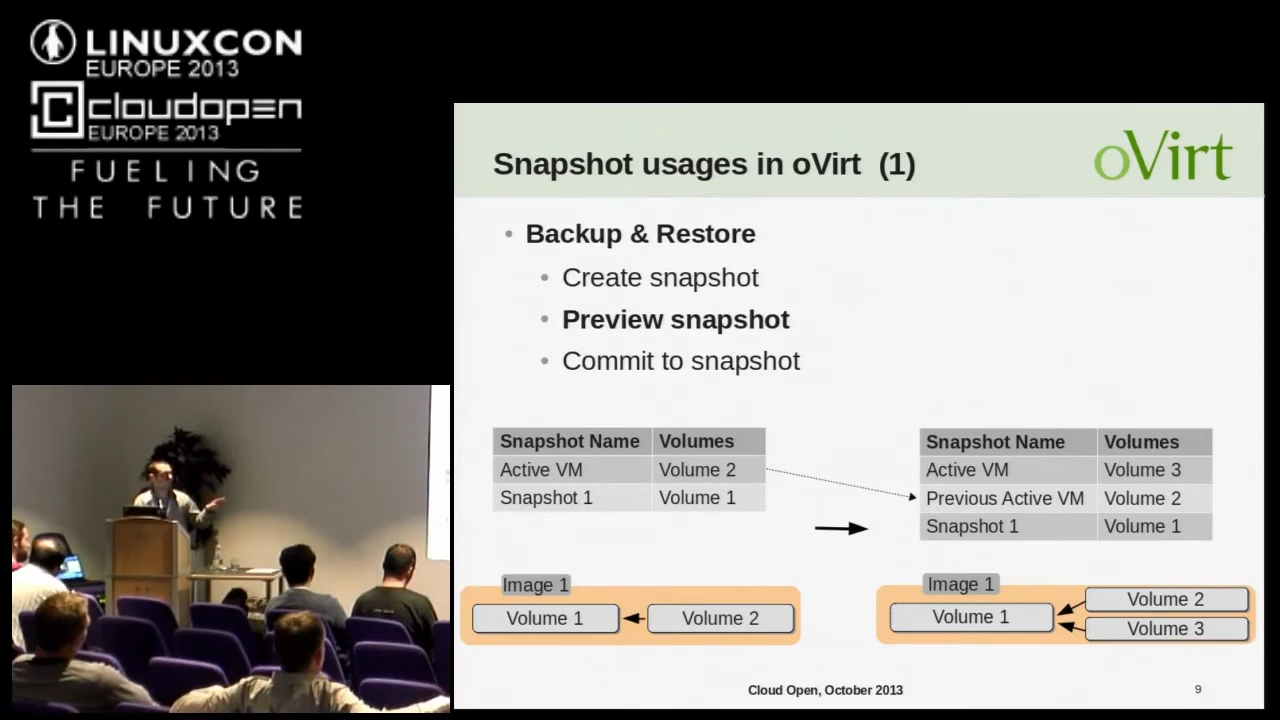 LINUXCON
EUROPE 2013
cloudopen
EUROPE 2013
FUELING
THE FUTURE
Snapshot usages in oVirt (1)
oVirt
• Backup & Restore
• Create snapshot
• Preview snapshot
• Commit to snapshot
Snapshot Name Volumes
Active VM Volume 2
Snapshot 1 Volume 1
Snapshot Name Volumes
Active VM Volume 3
Previous Active VM Volume 2
Snapshot 1 Volume 1
Image 1
Volume 1 Volume 2
Image 1
Volume 1
Volume 2
Volume 3
Cloud Open, October 2013 9